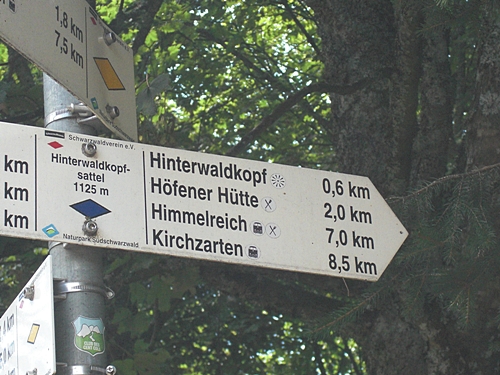 1,8 km
7,5 km
km
km
km
Schwarzwaldverein e.V.
Hinterwaldkopf-
sattel
1125 m
Naturpark Südschwarzwald
Hinterwaldkopf 0,6 km
Höfener Hütte 2,0 km
Himmelreich 7,0 km
Kirchzarten 8,5 km
km